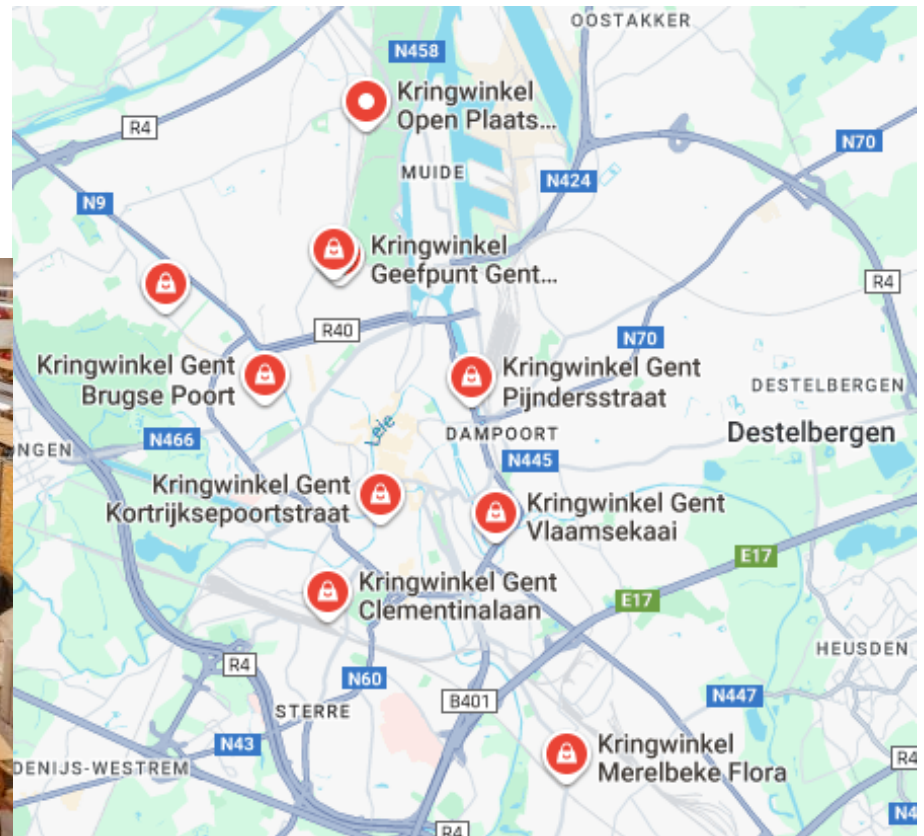 OOSTAKKER
N458
Kringwinkel
Open Plaats...
R4
MUIDE
N70
N424
N9
Kringwinkel
Geefpunt Gent...
R4
R40
N70
Kringwinkel Gent
Brugse Poort
Kringwinkel Gent
Pijndersstraat
DESTELBERGEN
Leie
DAMPOORT
Destelbergen
N466
ONGEN
N445
Kringwinkel Gent
Kortrijksepoortstraat
Kringwinkel Gent
Vlaamsekaai
E17
Kringwinkel Gent
Clementinalaan
E17
HEUSDEN
R4
N60
N447
B401
STERRE
N43
Kringwinkel
Merelbeke Flora
DENIJS-WESTREM
R4
N4
R4